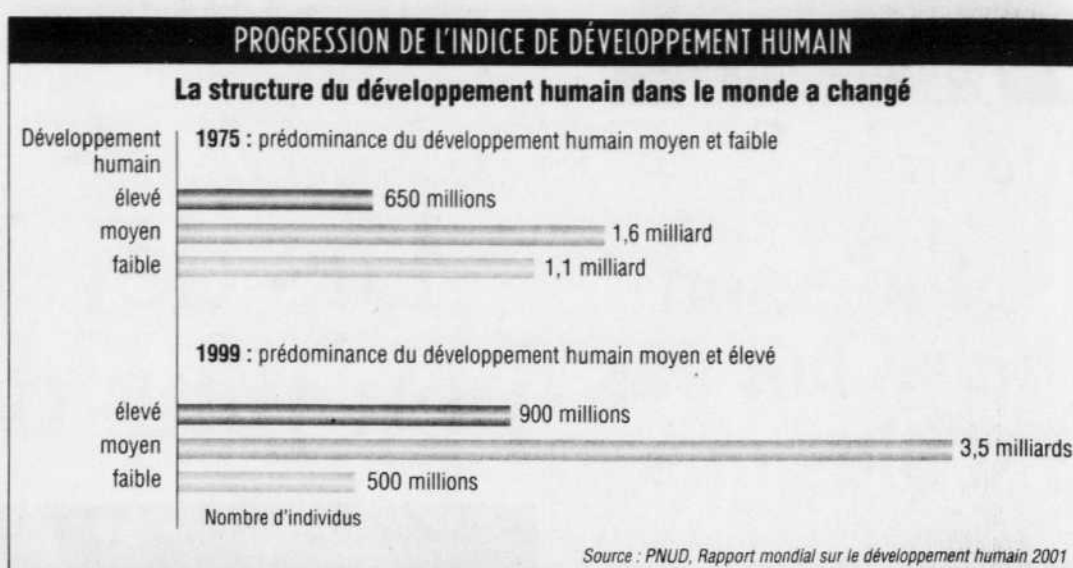 PROGRESSION DE L'INDICE DE DÉVELOPPEMENT HUMAIN
La structure du développement humain dans le monde a changé
Développement
humain
1975 : prédominance du développement humain moyen et faible
élevé 650 millions
moyen 1,6 milliard
faible 1,1 milliard
1999 : prédominance du développement humain moyen et élevé
élevé 900 millions
moyen 3,5 milliards
faible 500 millions
Nombre d'individus
Source : PNUD, Rapport mondial sur le développement humain 2001